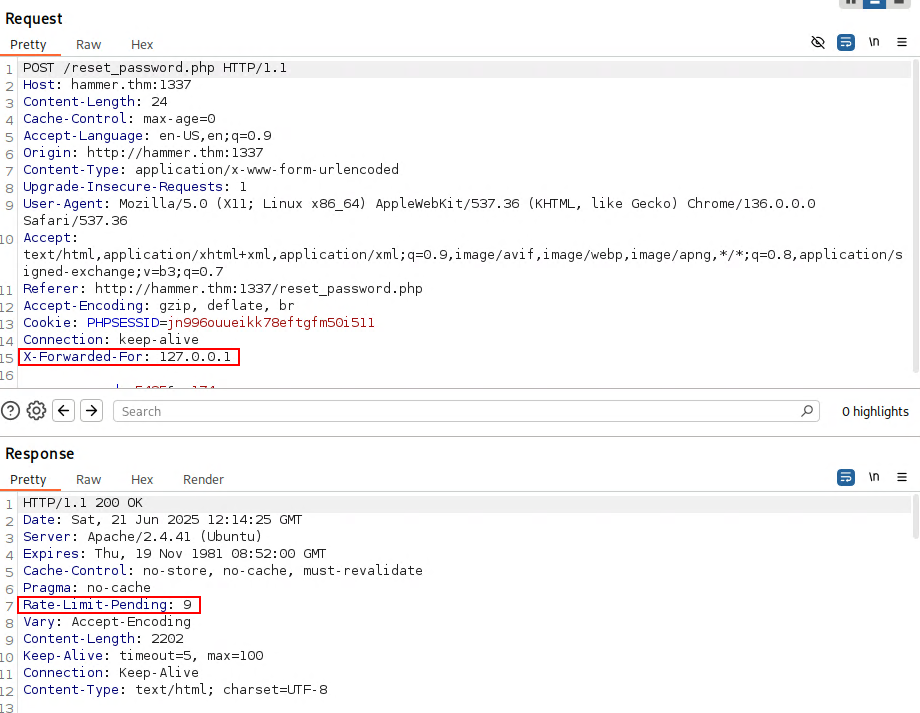 Request
Pretty Raw Hex \n
1 POST /reset_password.php HTTP/1.1
2 Host: hammer.thm:1337
3 Content-Length: 24
4 Cache-Control: max-age=0
5 Accept-Language: en-US,en;q=0.9
6 Origin: http://hammer.thm:1337
7 Content-Type: application/x-www-form-urlencoded
8 Upgrade-Insecure-Requests: 1
9 User-Agent: Mozilla/5.0 (X11; Linux x86_64) AppleWebKit/537.36 (KHTML, like Gecko) Chrome/136.0.0.0
Safari/537.36
10 Accept:
text/html,application/xhtml+xml,application/xml;q=0.9,image/avif,image/webp,image/apng,*/*;q=0.8,application/s
igned-exchange;v=b3;q=0.7
11 Referer: http://hammer.thm:1337/reset_password.php
12 Accept-Encoding: gzip, deflate, br
13 Cookie: PHPSESSID=jn996ouueikk78eftgfm50i511
14 Connection: keep-alive
15 X-Forwarded-For: 127.0.0.1
16
Search 0 highlights
Response
Pretty Raw Hex Render \n
1 HTTP/1.1 200 OK
2 Date: Sat, 21 Jun 2025 12:14:25 GMT
3 Server: Apache/2.4.41 (Ubuntu)
4 Expires: Thu, 19 Nov 1981 08:52:00 GMT
5 Cache-Control: no-store, no-cache, must-revalidate
6 Pragma: no-cache
7 Rate-Limit-Pending: 9
8 Vary: Accept-Encoding
9 Content-Length: 2202
10 Keep-Alive: timeout=5, max=100
11 Connection: Keep-Alive
12 Content-Type: text/html; charset=UTF-8
13